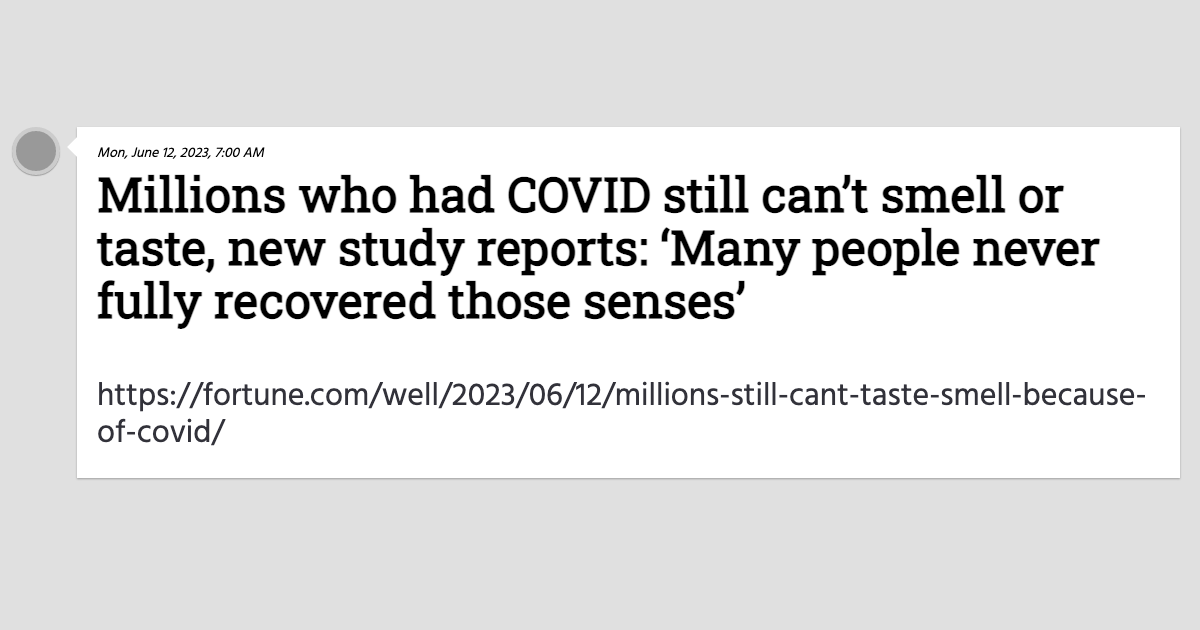 Mon, June 12, 2023, 7:00 AM
Millions who had COVID still can’t smell or
taste, new study reports: ‘Many people never
fully recovered those senses’
https://fortune.com/well/2023/06/12/millions-still-cant-taste-smell-because-
of-covid/